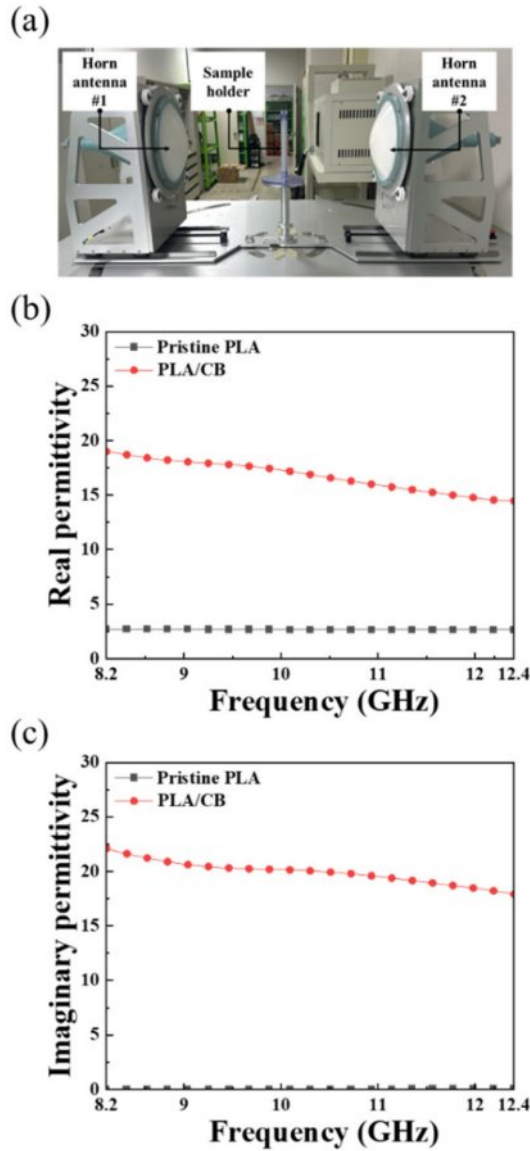 (a)
Horn
antenna
#1
Sample
holder
Horn
antenna
#2
(b)
30
25
20
15
10
5
0
Real permittivity
Pristine PLA
PLA/CB
8.2
9
10
11
12
12.4
Frequency (GHz)
(c)
30
25
20
15
10
5
0
Imaginary permittivity
Pristine PLA
PLA/CB
8.2
9
10
11
12
12.4
Frequency (GHz)